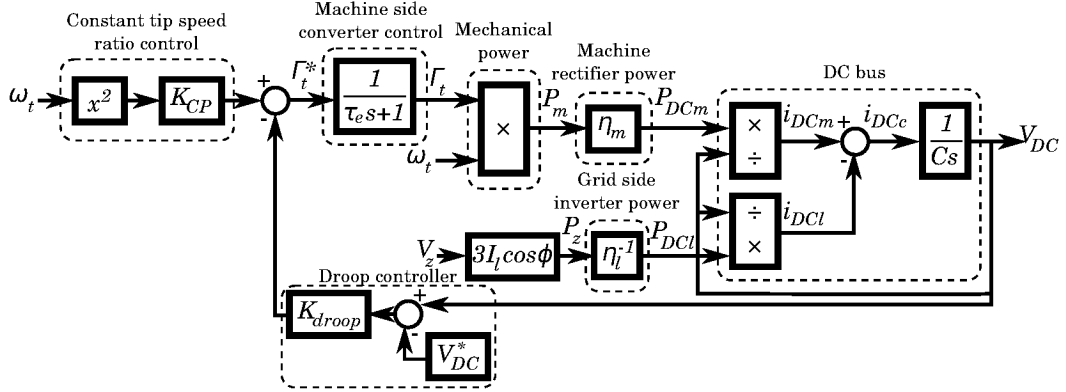 Constant tip speed
ratio control
Machine side
converter control
Mechanical
power
Machine
rectifier power
DC bus
ω_t
x²
K_CP
+
-
Γ_t^*
1
τ_e s+1
Γ_t
×
ω_t
P_m
η_m
P_DCm
×
÷
i_DCm
+
-
i_DCc
1
Cs
V_DC
Grid side
inverter power
V_z
3I_l cosϕ
P_z
η_l^-1
P_DCl
÷
×
i_DCl
Droop controller
K_droop
+
-
V_DC^*